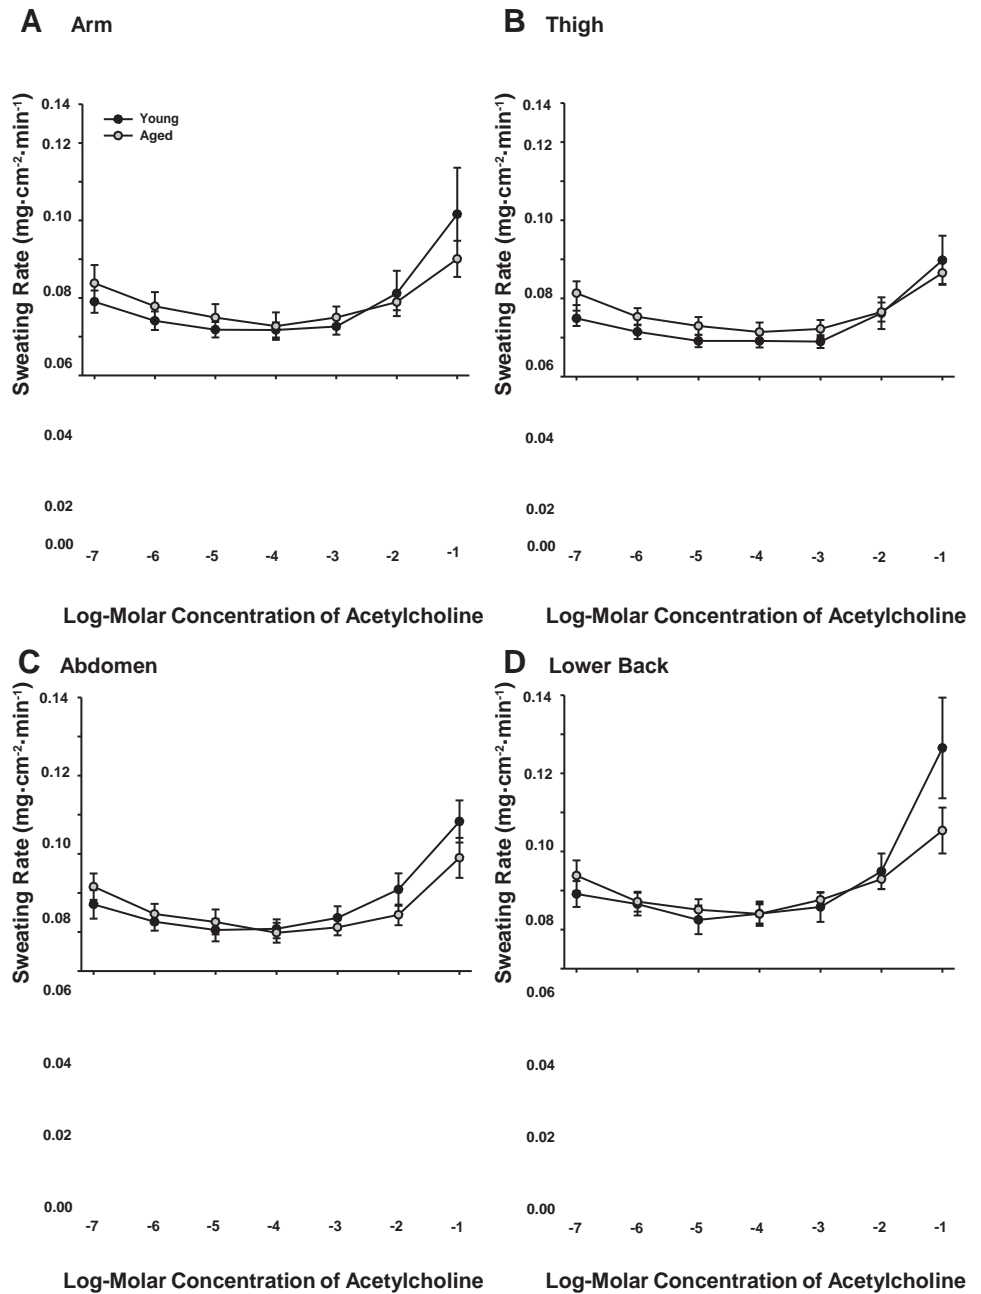 A Arm
Sweating Rate (mg·cm-2·min-1)
0.14
0.12
0.10
0.08
0.06
0.04
0.02
0.00
Young
Aged
-7 -6 -5 -4 -3 -2 -1
Log-Molar Concentration of Acetylcholine
B Thigh
Sweating Rate (mg·cm-2·min-1)
0.14
0.12
0.10
0.08
0.06
0.04
0.02
0.00
-7 -6 -5 -4 -3 -2 -1
Log-Molar Concentration of Acetylcholine
C Abdomen
Sweating Rate (mg·cm-2·min-1)
0.14
0.12
0.10
0.08
0.06
0.04
0.02
0.00
-7 -6 -5 -4 -3 -2 -1
Log-Molar Concentration of Acetylcholine
D Lower Back
Sweating Rate (mg·cm-2·min-1)
0.14
0.12
0.10
0.08
0.06
0.04
0.02
0.00
-7 -6 -5 -4 -3 -2 -1
Log-Molar Concentration of Acetylcholine